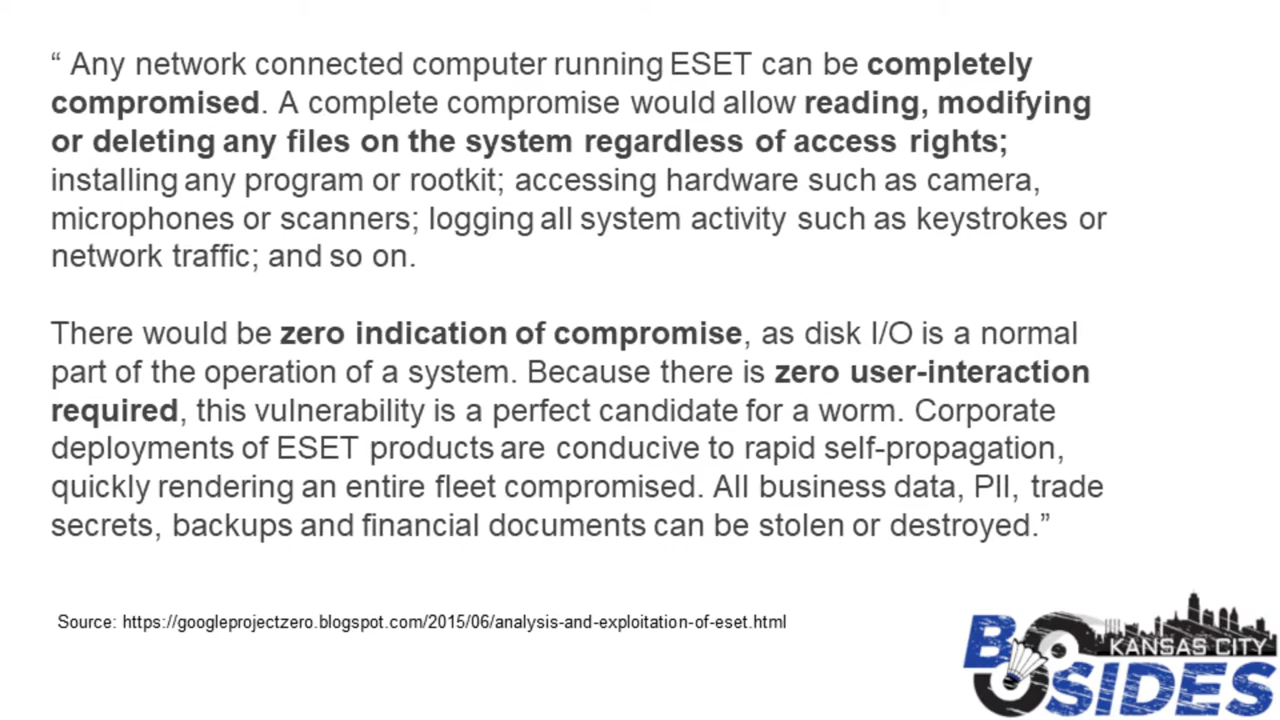 “ Any network connected computer running ESET can be completely
compromised. A complete compromise would allow reading, modifying
or deleting any files on the system regardless of access rights;
installing any program or rootkit; accessing hardware such as camera,
microphones or scanners; logging all system activity such as keystrokes or
network traffic; and so on.
There would be zero indication of compromise, as disk I/O is a normal
part of the operation of a system. Because there is zero user-interaction
required, this vulnerability is a perfect candidate for a worm. Corporate
deployments of ESET products are conducive to rapid self-propagation,
quickly rendering an entire fleet compromised. All business data, PII, trade
secrets, backups and financial documents can be stolen or destroyed.”
Source: https://googleprojectzero.blogspot.com/2015/06/analysis-and-exploitation-of-eset.html
B
KANSAS CITY
SIDES